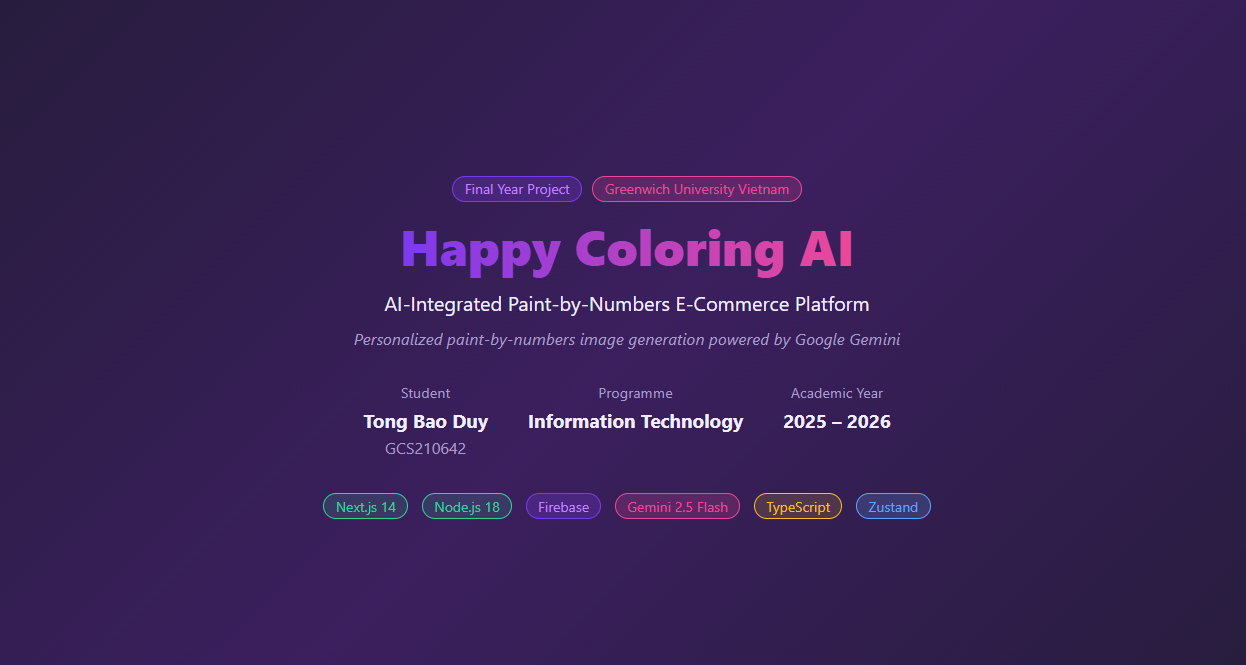 Final Year Project Greenwich University Vietnam
Happy Coloring AI
AI-Integrated Paint-by-Numbers E-Commerce Platform
Personalized paint-by-numbers image generation powered by Google Gemini
Student Programme Academic Year
Tong Bao Duy Information Technology 2025 – 2026
GCS210642
Next.js 14 Node.js 18 Firebase Gemini 2.5 Flash TypeScript Zustand